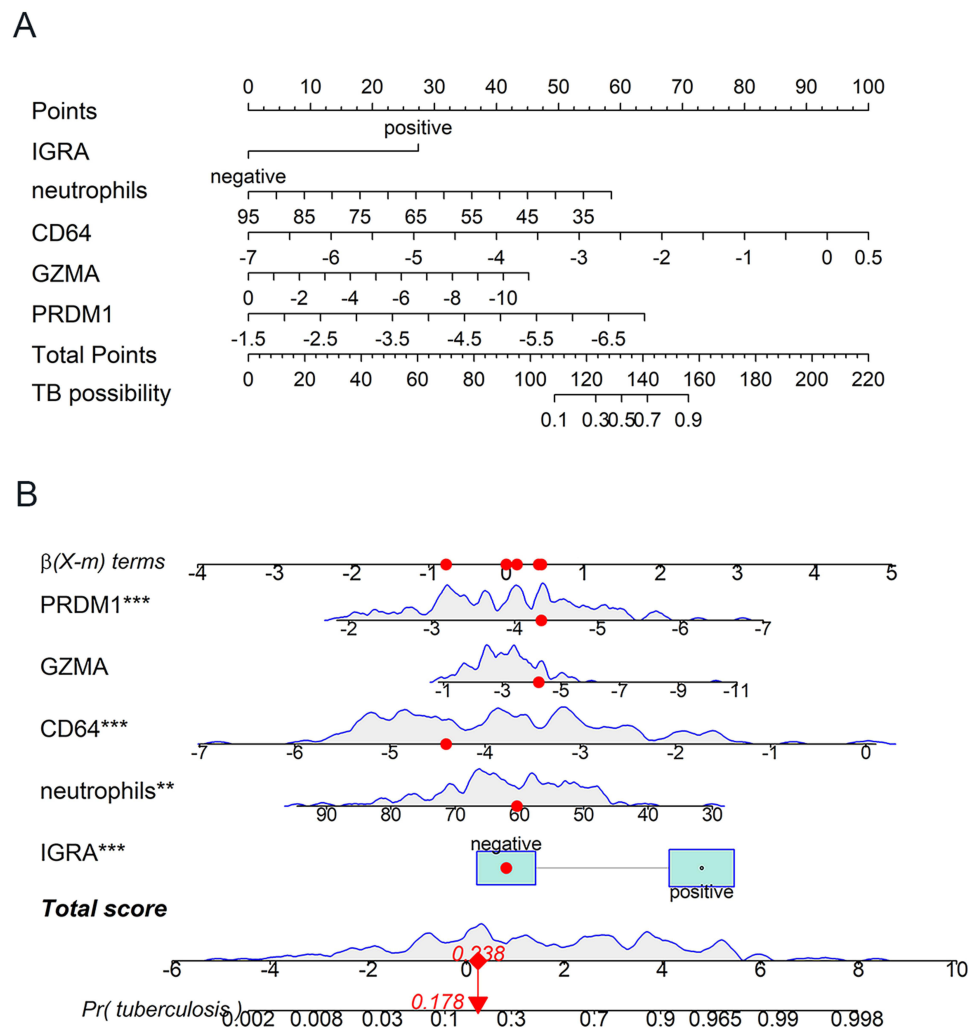 A
0 10 20 30 40 50 60 70 80 90 100
Points
positive
IGRA
negative
neutrophils
95 85 75 65 55 45 35
CD64
-7 -6 -5 -4 -3 -2 -1 0 0.5
GZMA
0 -2 -4 -6 -8 -10
PRDM1
-1.5 -2.5 -3.5 -4.5 -5.5 -6.5
Total Points
0 20 40 60 80 100 120 140 160 180 200 220
TB possibility
0.1 0.3 0.5 0.7 0.9
B
β(X-m) terms
-4 -3 -2 -1 0 1 2 3 4 5
PRDM1***
-2 -3 -4 -5 -6 -7
GZMA
-1 -3 -5 -7 -9 -11
CD64***
-7 -6 -5 -4 -3 -2 -1 0
neutrophils**
90 80 70 60 50 40 30
IGRA***
negative
positive
Total score
0.238
-6 -4 -2 0 2 4 6 8 10
0.178
Pr( tuberculosis )
0.002 0.008 0.03 0.1 0.3 0.7 0.9 0.965 0.99 0.998